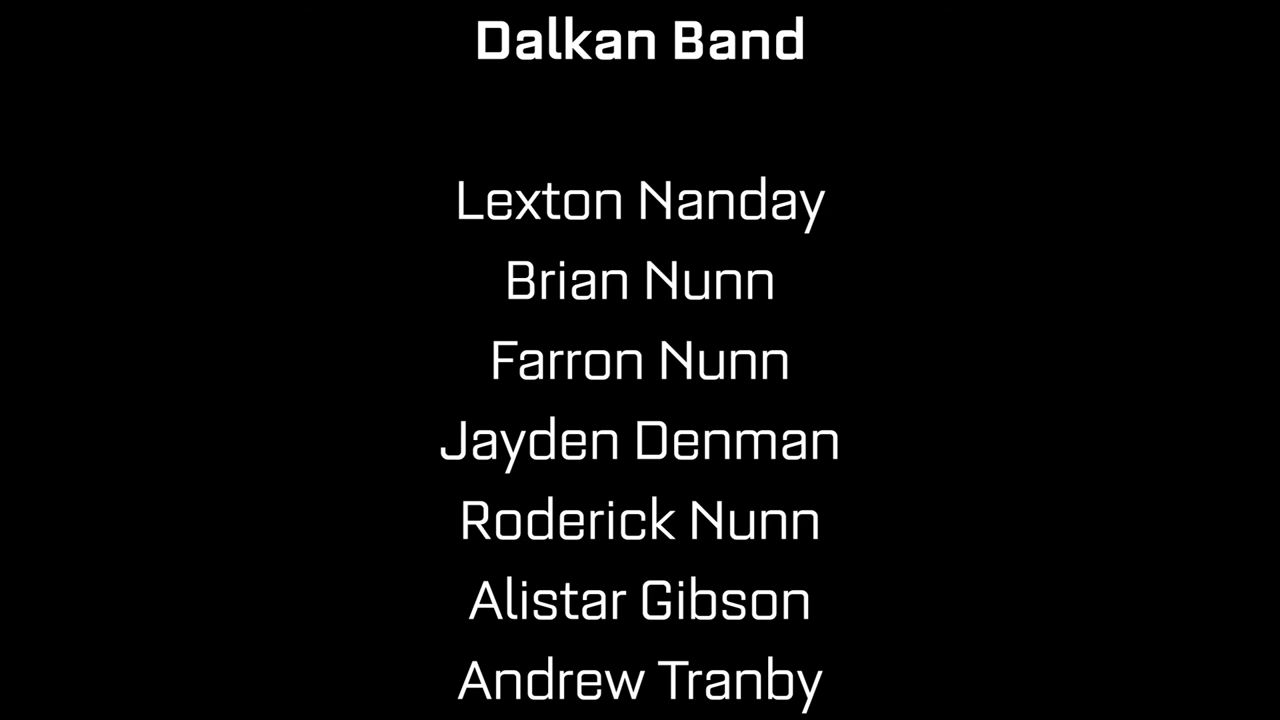 Dalkan Band
Lexton Nanday
Brian Nunn
Farron Nunn
Jayden Denman
Roderick Nunn
Alistar Gibson
Andrew Tranby